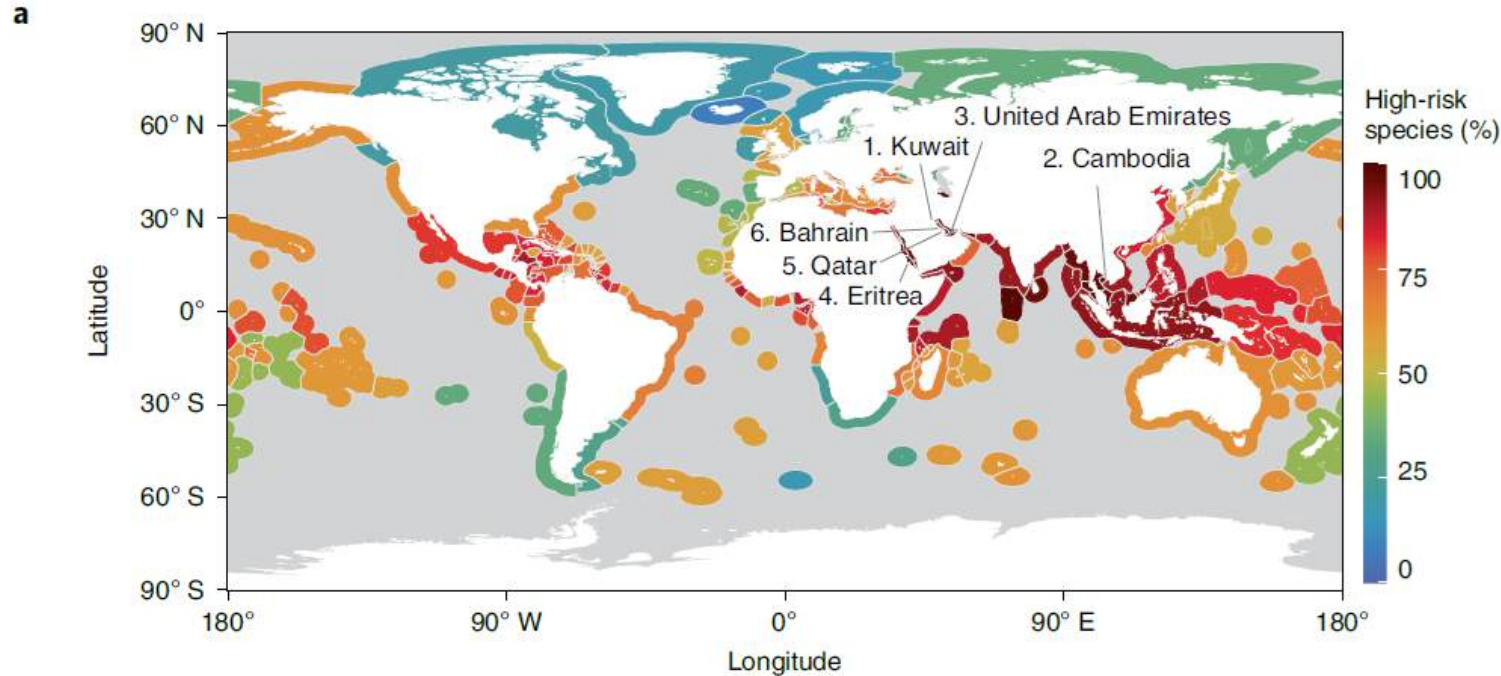 a
90° N
60° N
30° N
0°
30° S
60° S
90° S
Latitude
180°
90° W
0°
90° E
180°
Longitude
3. United Arab Emirates
1. Kuwait
2. Cambodia
6. Bahrain
5. Qatar
4. Eritrea
High-risk
species (%)
100
75
50
25
0